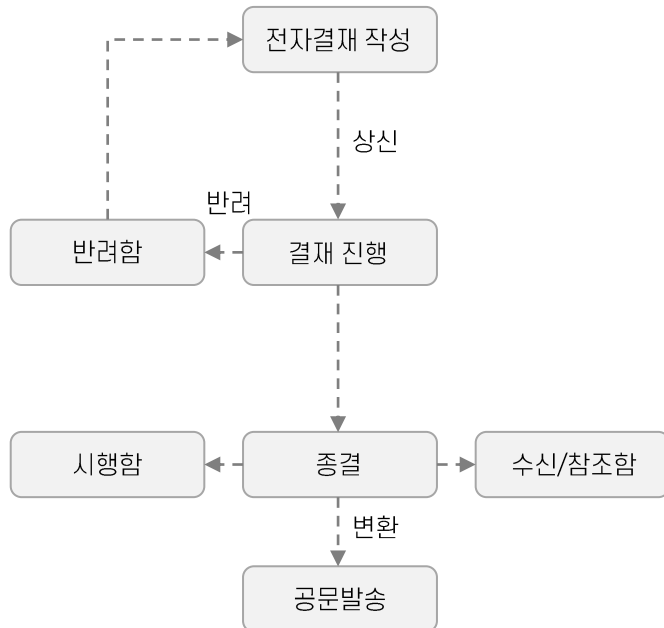 전자결재 작성
상신
반려
반려함
결재 진행
시행함
종결
수신/참조함
변환
공문발송